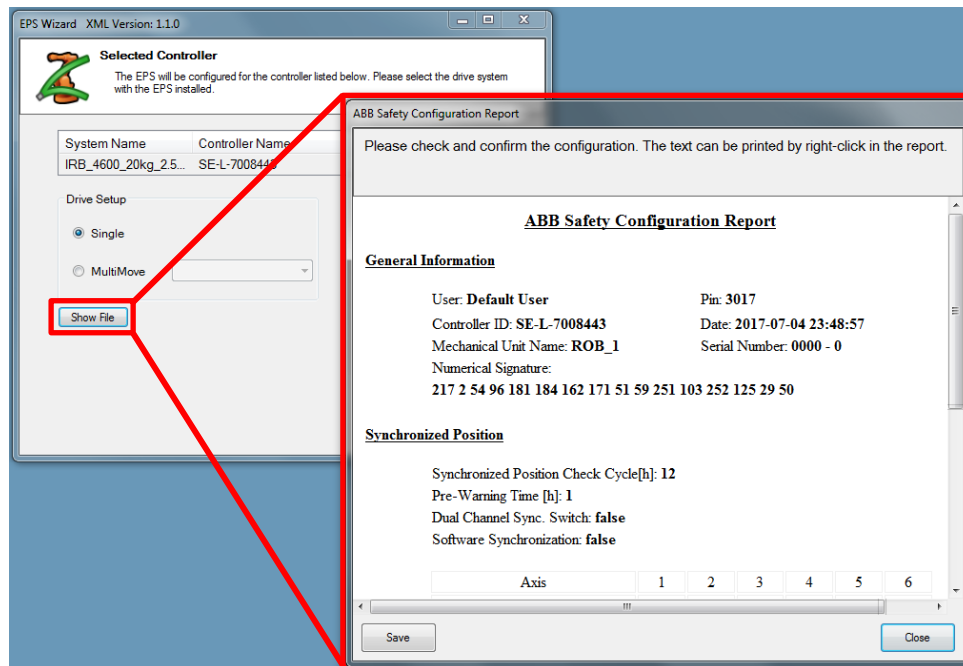 EPS Wizard XML Version: 1.1.0
Selected Controller
The EPS will be configured for the controller listed below. Please select the drive system
with the EPS installed.
System Name Controller Name
IRB_4600_20kg_2.5... SE-L-7008443
Drive Setup
Single
MultiMove
Show File
ABB Safety Configuration Report
Please check and confirm the configuration. The text can be printed by right-click in the report.
ABB Safety Configuration Report
General Information
User: Default User Pin: 3017
Controller ID: SE-L-7008443 Date: 2017-07-04 23:48:57
Mechanical Unit Name: ROB_1 Serial Number: 0000 - 0
Numerical Signature:
217 2 54 96 181 184 162 171 51 59 251 103 252 125 29 50
Synchronized Position
Synchronized Position Check Cycle[h]: 12
Pre-Warning Time [h]: 1
Dual Channel Sync. Switch: false
Software Synchronization: false
Axis 1 2 3 4 5 6
Save Close